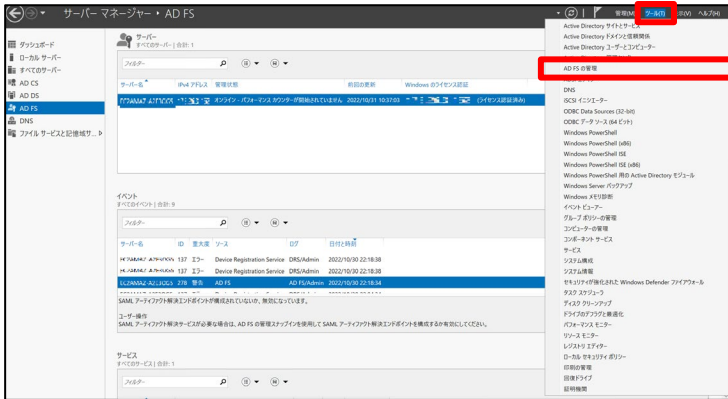 サーバー マネージャー ・ AD FS
管理(M) ツール(T) 表示(V) ヘルプ(H)
ダッシュボード
ローカル サーバー
すべてのサーバー
AD CS
AD DS
AD FS
DNS
ファイル サービスと記憶域サ...
サーバー
すべてのサーバー | 合計: 1
フィルター
サーバー名 IPv4 アドレス 管理状態 前回の更新 Windows のライセンス認証
オンライン - パフォーマンス カウンターが開始されていません 2022/10/31 10:37:03 (ライセンス認証済み)
イベント
すべてのイベント | 合計: 9
フィルター
サーバー名 ID 重大度 ソース ログ 日付と時刻
137 エラー Device Registration Service DRS/Admin 2022/10/30 22:18:38
137 エラー Device Registration Service DRS/Admin 2022/10/30 22:18:38
278 警告 AD FS AD FS/Admin 2022/10/30 22:18:34
SAML アーティファクト解決エンドポイントが構成されていないか、無効になっています。
ユーザー操作
SAML アーティファクト解決サービスが必要な場合は、AD FS の管理スナップインを使用して SAML アーティファクト解決エンドポイントを構成するか有効にしてください。
サービス
すべてのサービス | 合計: 1
フィルター
Active Directory サイトとサービス
Active Directory ドメインと信頼関係
Active Directory ユーザーとコンピューター
AD FS の管理
DNS
iSCSI イニシエーター
ODBC Data Sources (32-bit)
ODBC データ ソース (64 ビット)
Windows PowerShell
Windows PowerShell (x86)
Windows PowerShell ISE
Windows PowerShell ISE (x86)
Windows PowerShell 用の Active Directory モジュール
Windows Server バックアップ
Windows メモリ診断
イベント ビューアー
グループ ポリシーの管理
コンピューターの管理
コンポーネント サービス
サービス
システム構成
システム情報
セキュリティが強化された Windows Defender ファイアウォール
タスク スケジューラ
ディスク クリーンアップ
ドライブのデフラグと最適化
パフォーマンス モニター
リソース モニター
レジストリ エディター
ローカル セキュリティ ポリシー
印刷の管理
回復ドライブ
証明機関